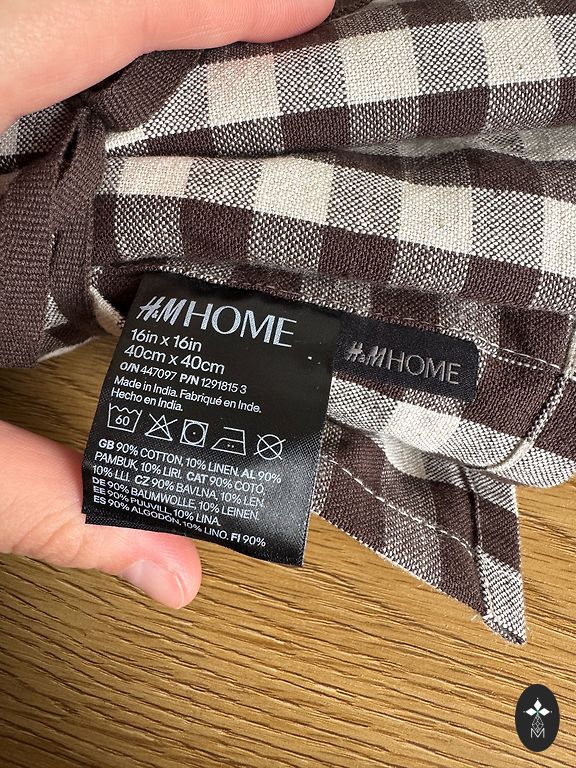 H&M HOME
16in x 16in
40cm x 40cm
O/N 447097 P/N 1291815 3
Made in India. Fabriqué en Inde.
Hecho en India.
60
GB 90% COTTON, 10% LINEN. AL 90%
PAMBUK, 10% LIRI. CAT 90% COTÓ,
10% LLI. CZ 90% BAVLNA, 10% LEN.
DE 90% BAUMWOLLE, 10% LEINEN.
EE 90% PUUVILL, 10% LINA.
ES 90% ALGODÓN, 10% LINO. FI 90%
H&M HOME
M